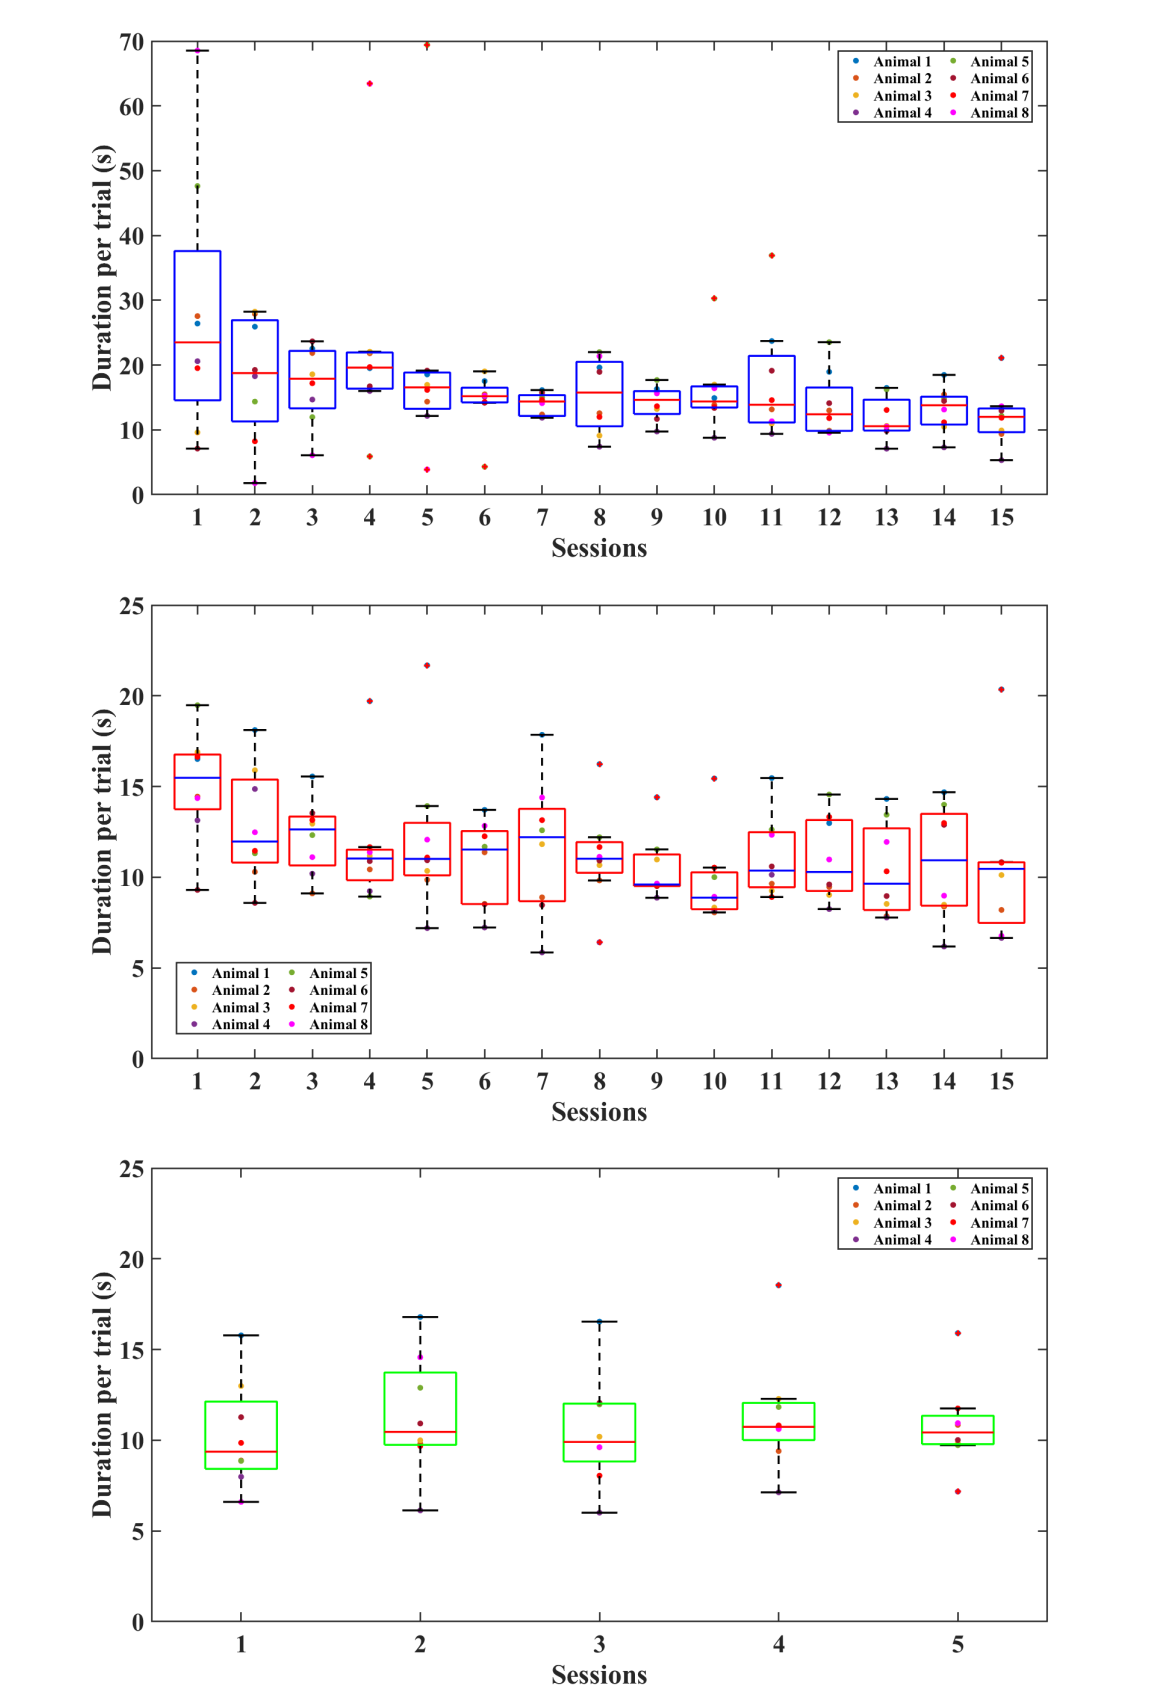 70
60
50
40
30
20
10
0
Duration per trial (s)
Animal 1 Animal 5
Animal 2 Animal 6
Animal 3 Animal 7
Animal 4 Animal 8
1 2 3 4 5 6 7 8 9 10 11 12 13 14 15
Sessions
25
20
15
10
5
0
Duration per trial (s)
Animal 1 Animal 5
Animal 2 Animal 6
Animal 3 Animal 7
Animal 4 Animal 8
1 2 3 4 5 6 7 8 9 10 11 12 13 14 15
Sessions
25
20
15
10
5
0
Duration per trial (s)
Animal 1 Animal 5
Animal 2 Animal 6
Animal 3 Animal 7
Animal 4 Animal 8
1 2 3 4 5
Sessions